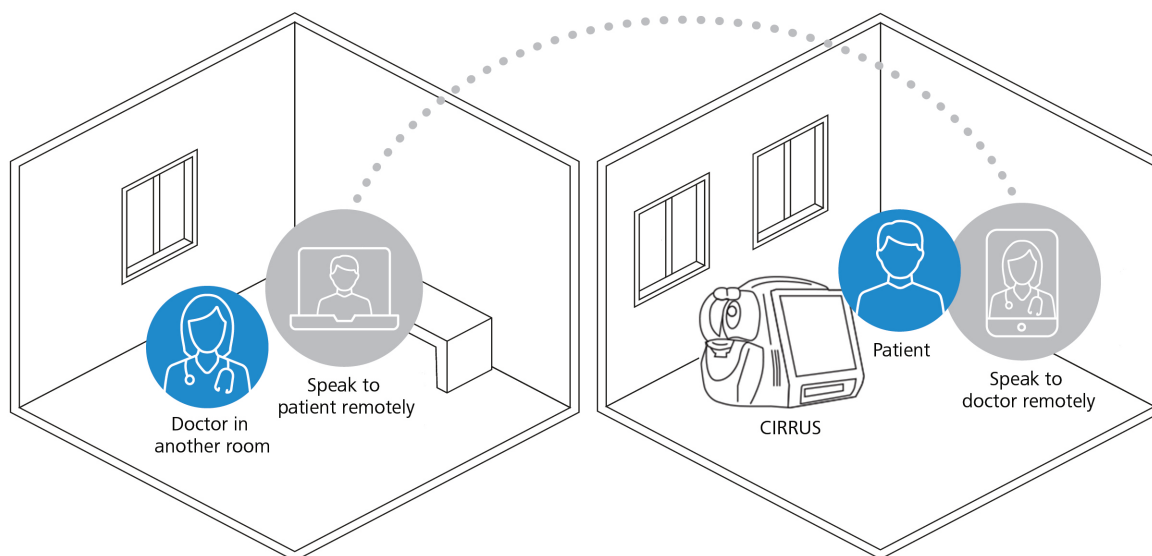 Doctor in
another room
Speak to
patient remotely
CIRRUS
Patient
Speak to
doctor remotely